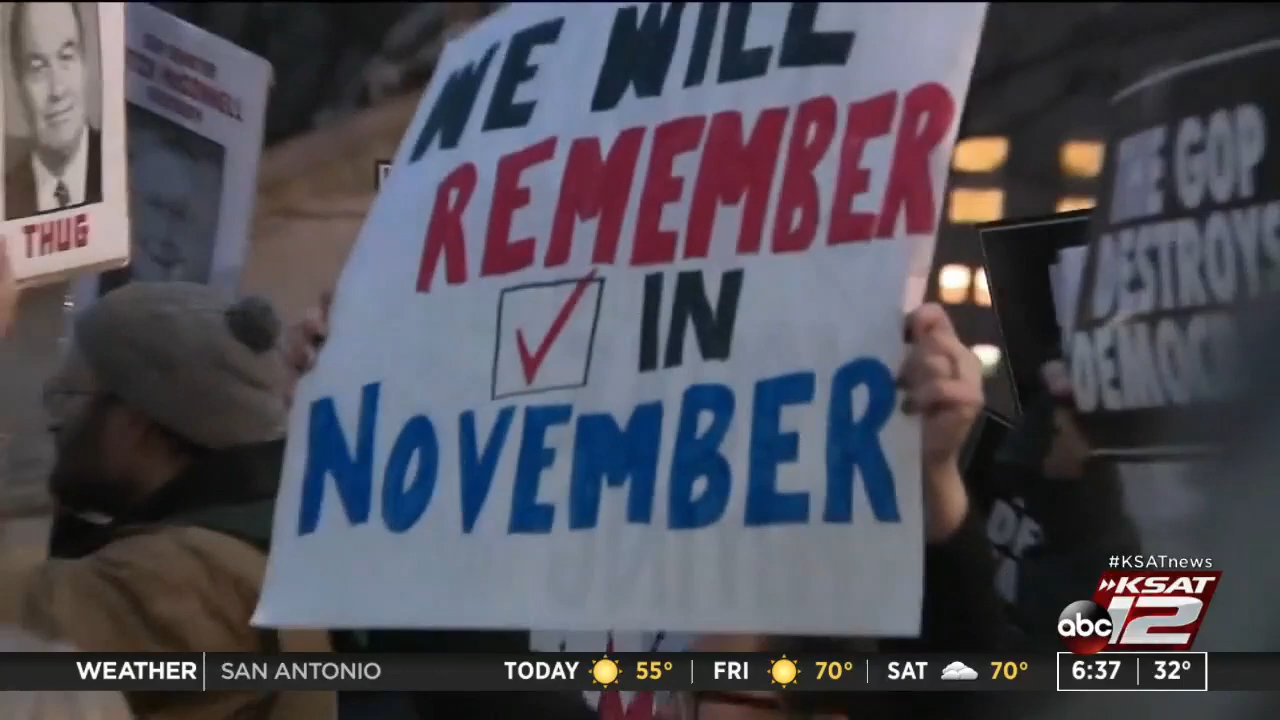 WE WILL
REMEMBER
IN
NOVEMBER
THUG
THE GOP
DESTROYS
#KSATnews
KSAT
abc 12
WEATHER SAN ANTONIO TODAY 55° FRI 70° SAT 70° 6:37 32°